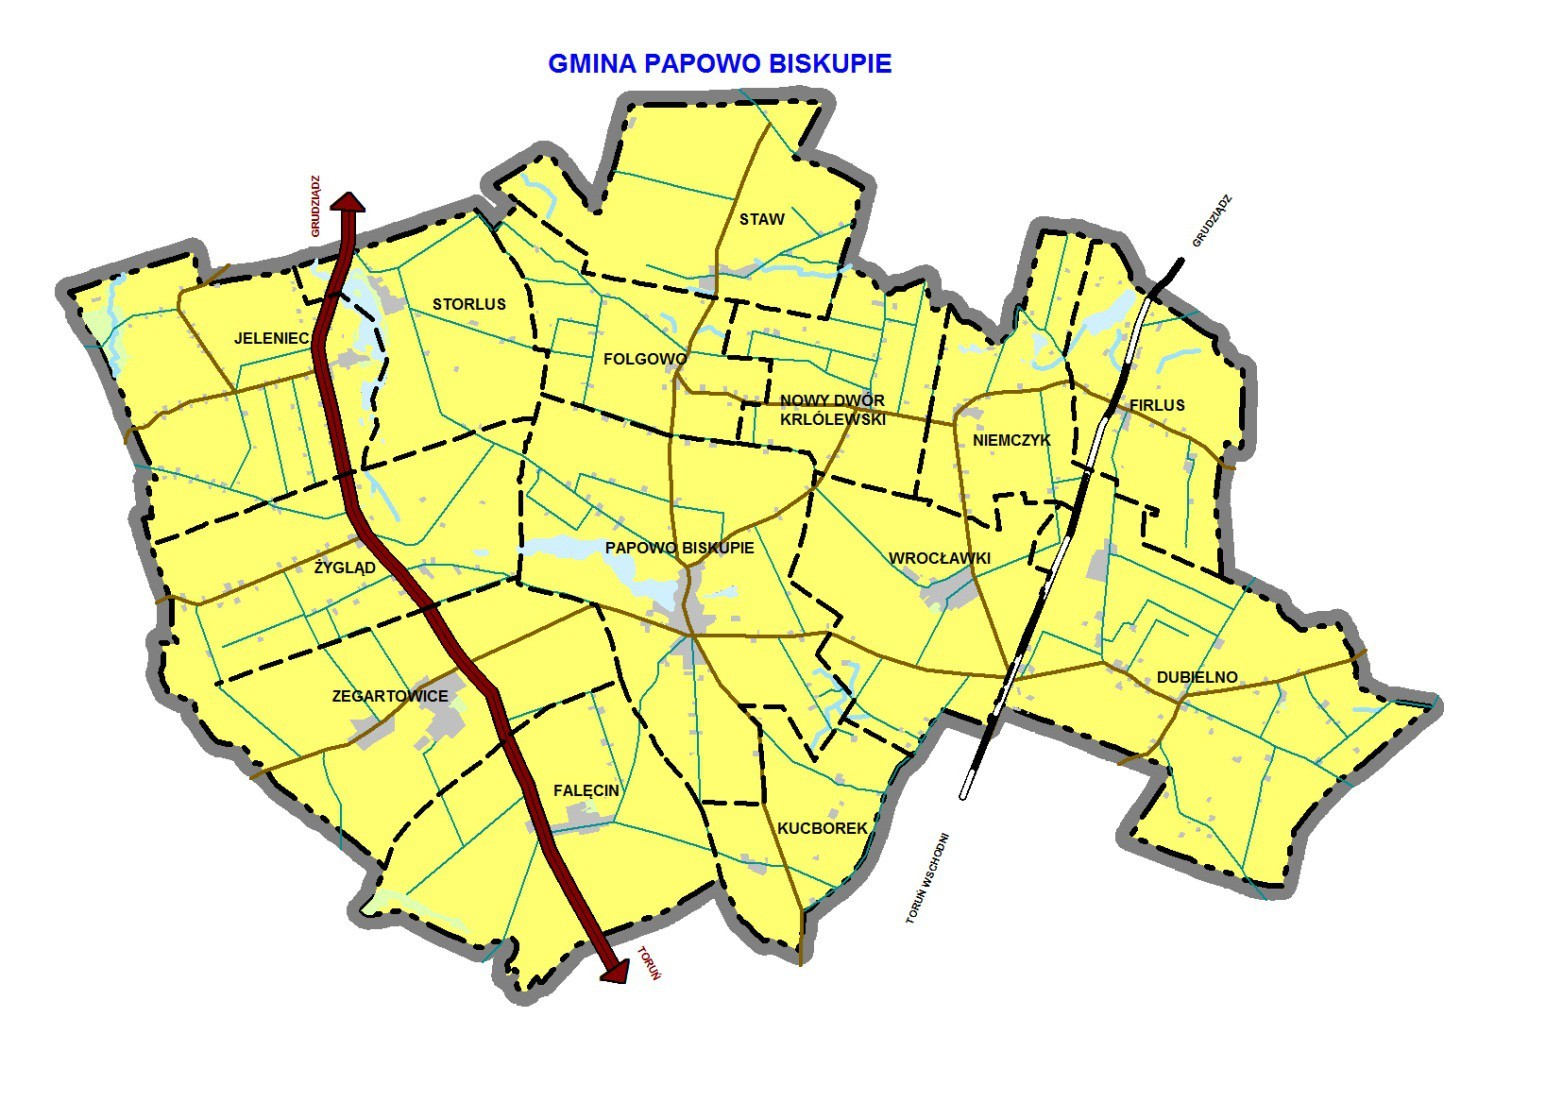 GMINA PAPOWO BISKUPIE
GRUDZIĄDZ
GRUDZIĄDZ
STAW
STORLUS
JELENIEC
FOLGOWO
NOWY DWÓR
KRLÓLEWSKI
FIRLUS
NIEMCZYK
PAPOWO BISKUPIE
WROCŁAWKI
ŻYGLĄD
DUBIELNO
ZEGARTOWICE
FALĘCIN
KUCBOREK
TORUŃ WSCHODNI
TORUŃ